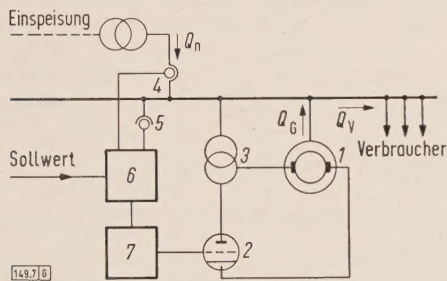 Einspeisung
Qn
4
5
QG
QV
Sollwert
6
3
1
Verbraucher
7
2
149.7 G